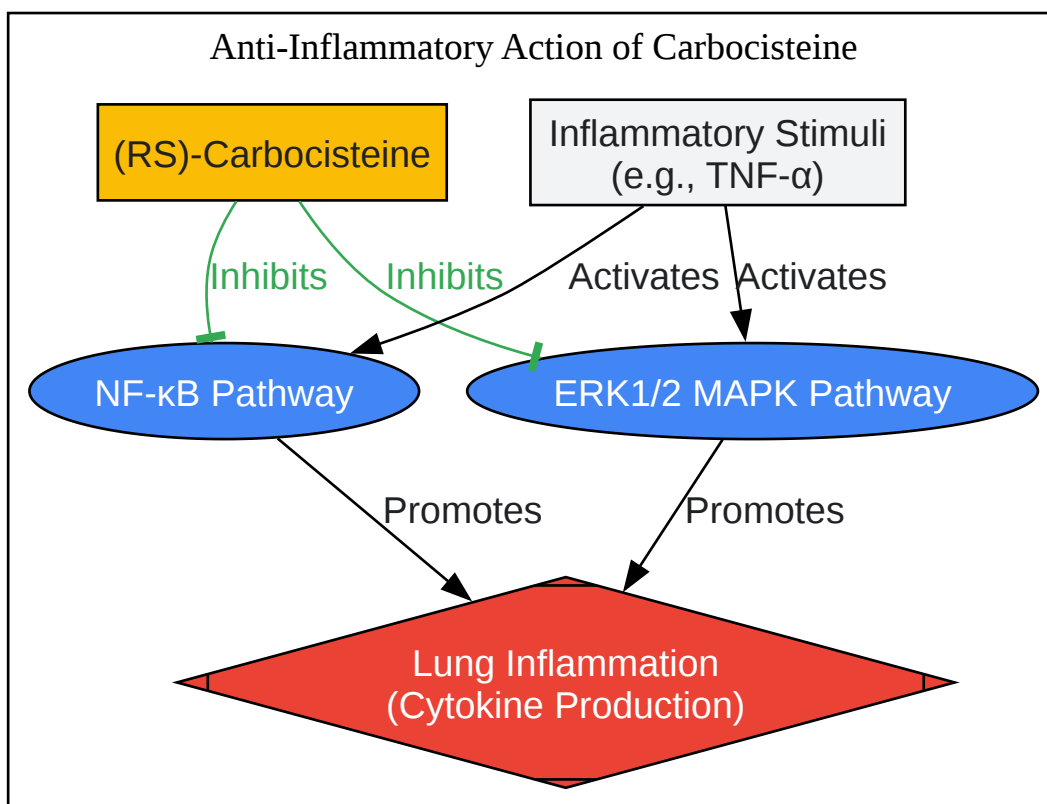 Anti-Inflammatory Action of Carbocisteine
(RS)-Carbocisteine
Inflammatory Stimuli
(e.g., TNF-α)
Inhibits
Inhibits
Activates
Activates
NF-κB Pathway
ERK1/2 MAPK Pathway
Promotes
Promotes
Lung Inflammation
(Cytokine Production)